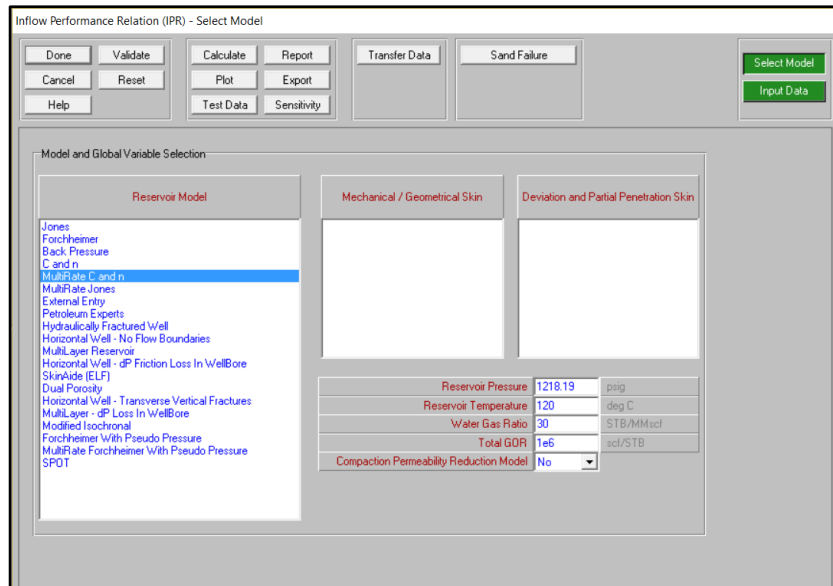 Inflow Performance Relation (IPR) - Select Model
Done Validate Calculate Report Transfer Data Sand Failure Select Model
Cancel Reset Plot Export Input Data
Help Test Data Sensitivity
Model and Global Variable Selection
Reservoir Model Mechanical / Geometrical Skin Deviation and Partial Penetration Skin
Jones
Forchheimer
Back Pressure
C and n
MultiRate C and n
MultiRate Jones
External Entry
Petroleum Experts
Hydraulically Fractured Well
Horizontal Well - No Flow Boundaries
MultiLayer Reservoir
Horizontal Well - dP Friction Loss In WellBore
SkinAide (ELF)
Dual Porosity
Horizontal Well - Transverse Vertical Fractures
MultiLayer - dP Loss In WellBore
Modified Isochronal
Forchheimer With Pseudo Pressure
MultiRate Forchheimer With Pseudo Pressure
SPOT
Reservoir Pressure 1218.19 psig
Reservoir Temperature 120 deg C
Water Gas Ratio 30 STB/MMscf
Total GOR 1e6 scf/STB
Compaction Permeability Reduction Model No